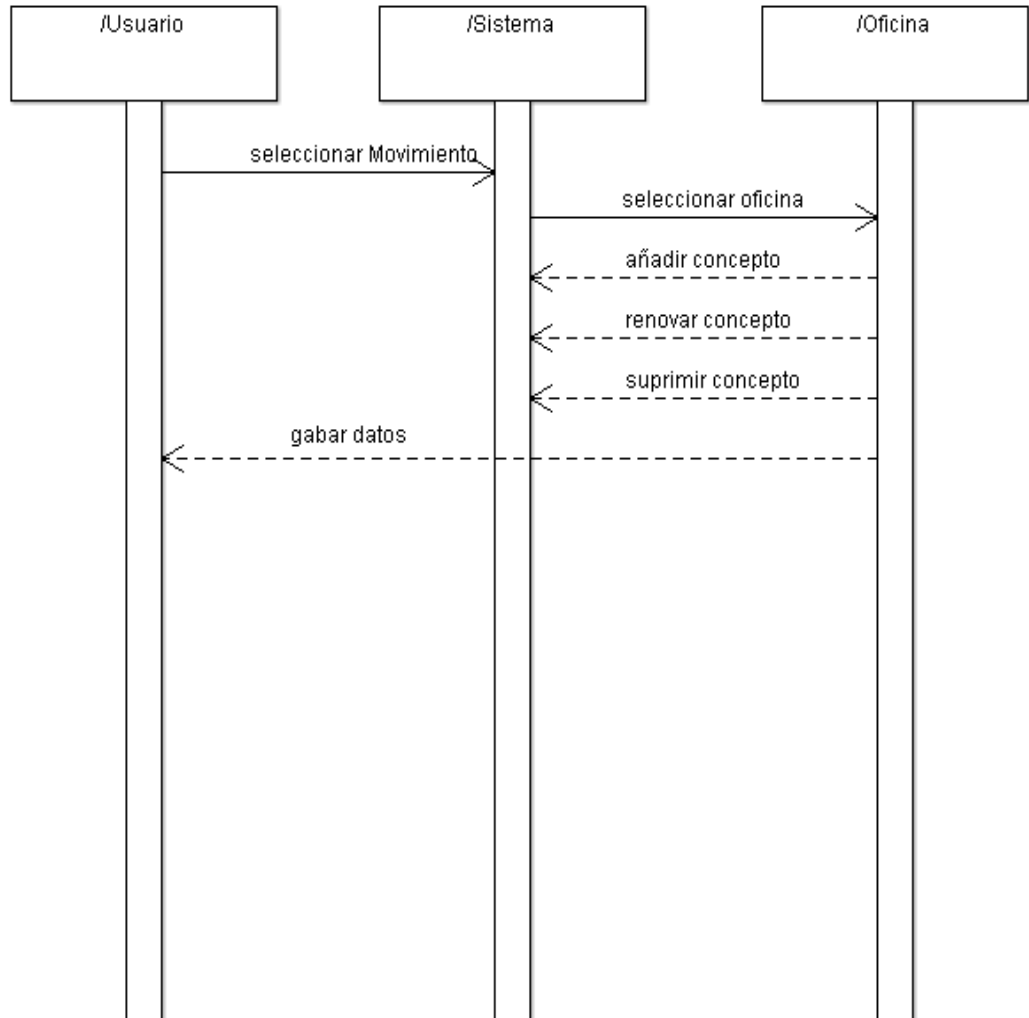 /Usuario
/Sistema
/Oficina
seleccionar Movimiento
seleccionar oficina
añadir concepto
renovar concepto
suprimir concepto
gabar datos